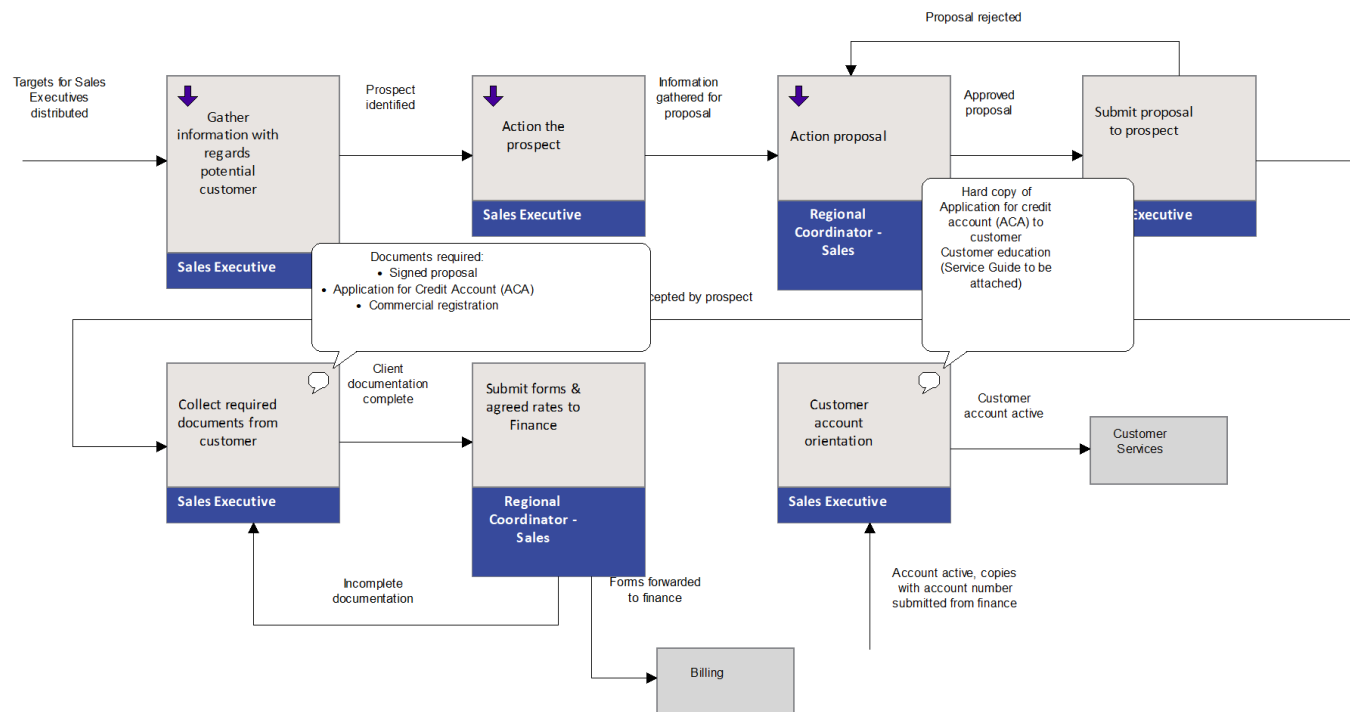 Proposal rejected
Targets for Sales
Executives
distributed
Gather
information with
regards
potential
customer
Sales Executive
Prospect
identified
Action the
prospect
Sales Executive
Information
gathered for
proposal
Action proposal
Regional
Coordinator -
Sales
Approved
proposal
Submit proposal
to prospect
Executive
Hard copy of
Application for credit
account (ACA) to
customer
Customer education
(Service Guide to be
attached)
Documents required:
• Signed proposal
• Application for Credit Account (ACA)
• Commercial registration
by prospect
Collect required
documents from
customer
Sales Executive
Client
documentation
complete
Submit forms &
agreed rates to
Finance
Regional
Coordinator -
Sales
Customer
account
orientation
Sales Executive
Customer
account active
Customer
Services
Incomplete
documentation
Forms forwarded
to finance
Account active, copies
with account number
submitted from finance
Billing